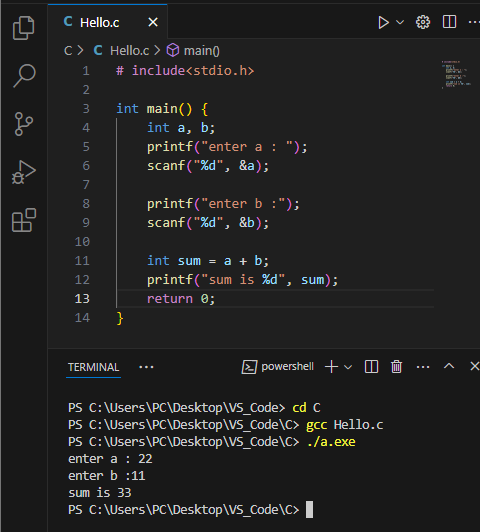 C Hello.c ×
C > Hello.c > main()
1 # include<stdio.h>
2
3 int main() {
4     int a, b;
5     printf("enter a : ");
6     scanf("%d", &a);
7
8     printf("enter b :");
9     scanf("%d", &b);
10
11     int sum = a + b;
12     printf("sum is %d", sum);
13     return 0;
14 }
TERMINAL ··· powershell
PS C:\Users\PC\Desktop\VS_Code> cd C
PS C:\Users\PC\Desktop\VS_Code\C> gcc Hello.c
PS C:\Users\PC\Desktop\VS_Code\C> ./a.exe
enter a : 22
enter b :11
sum is 33
PS C:\Users\PC\Desktop\VS_Code\C>